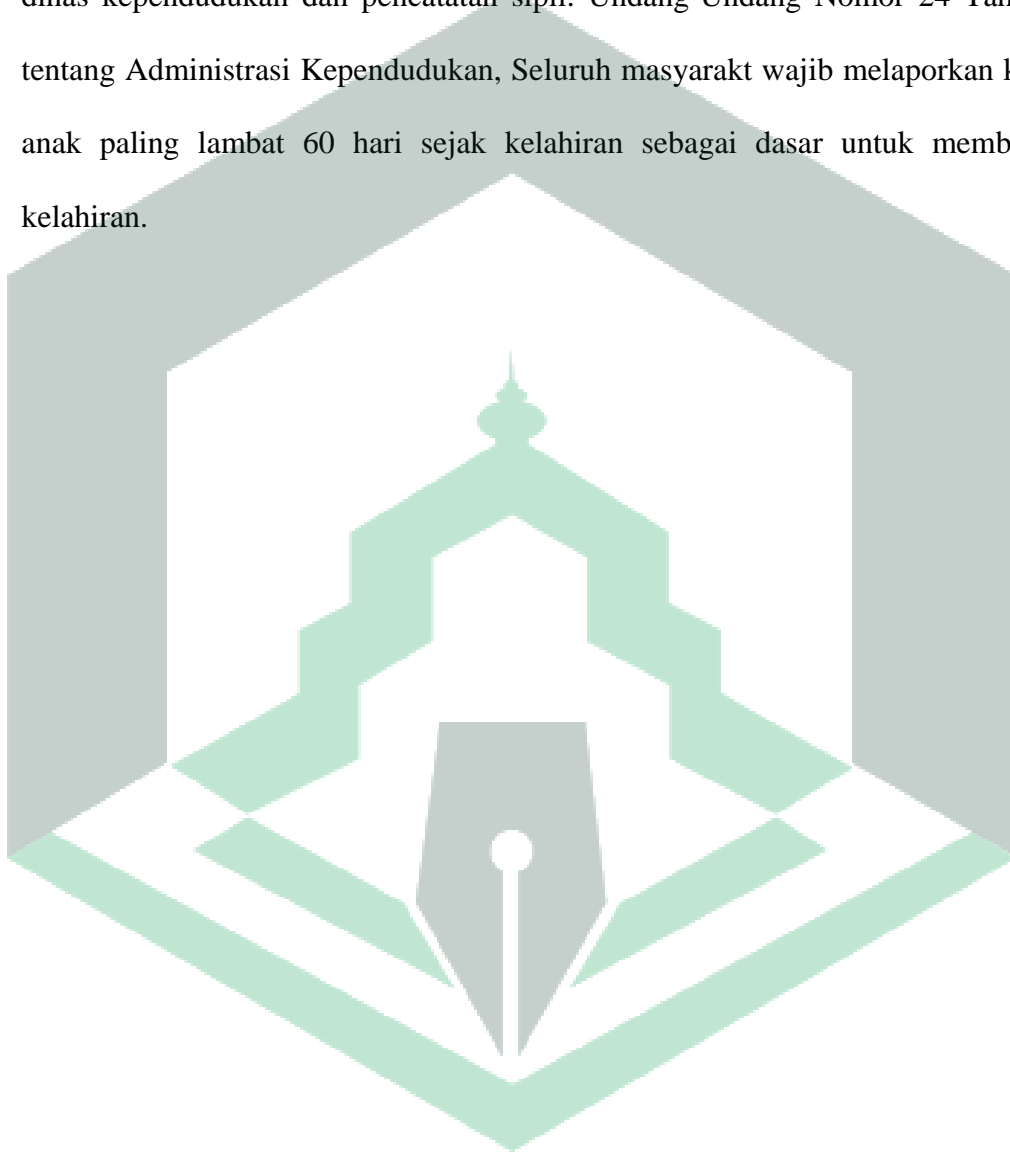 dinas kependudukan dan pencatatan sipil. Undang-Undang Nomor 24
tentang Administrasi Kependudukan, Seluruh masyarakt wajib melaporkan
anak paling lambat 60 hari sejak kelahiran sebagai dasar untuk
kelahiran.